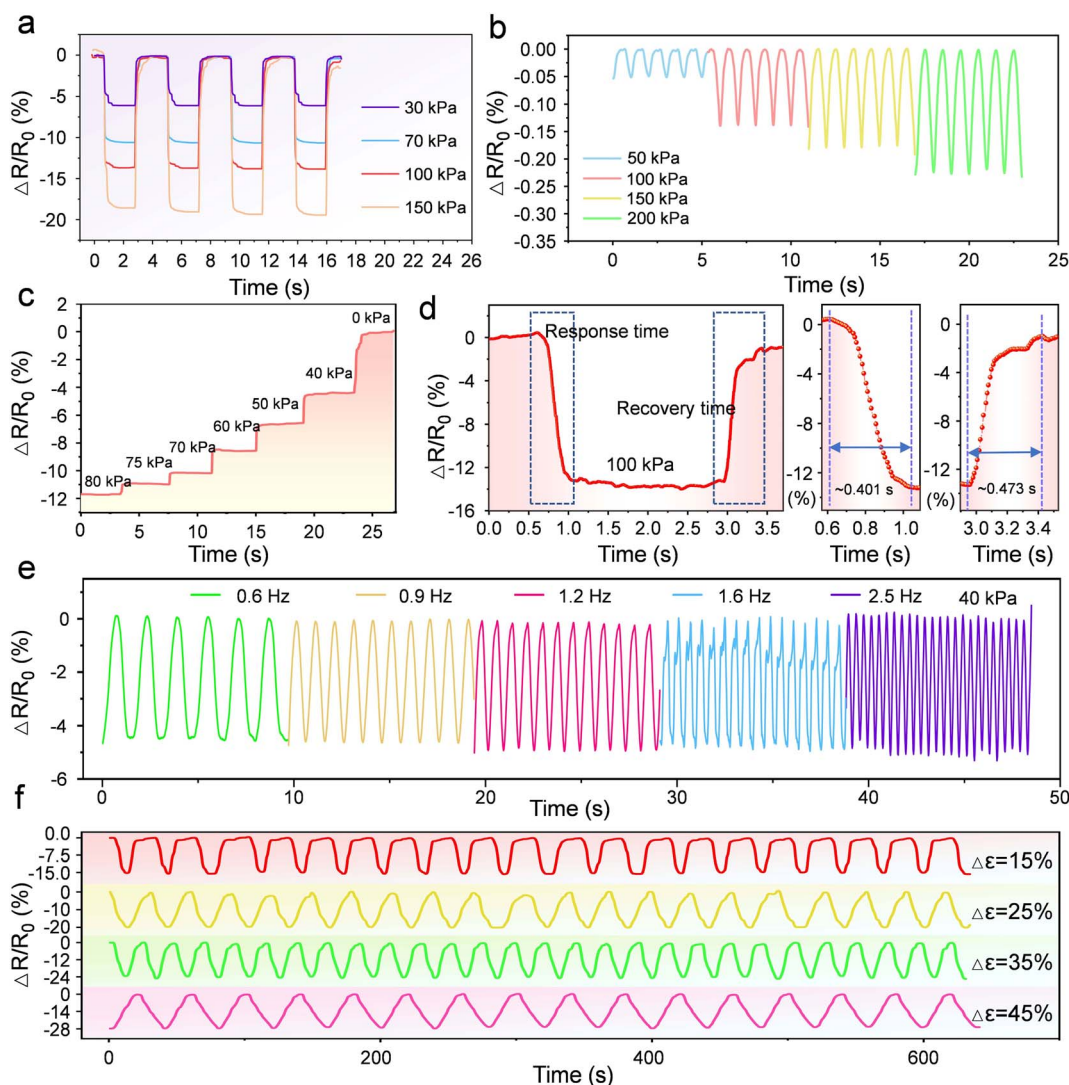 a
△R/R0 (%)
0
-5
-10
-15
-20
30 kPa
70 kPa
100 kPa
150 kPa
0 2 4 6 8 10 12 14 16 18 20 22 24 26
Time (s)
b
△R/R0 (%)
0.00
-0.05
-0.10
-0.15
-0.20
-0.25
-0.30
-0.35
50 kPa
100 kPa
150 kPa
200 kPa
0 5 10 15 20 25
Time (s)
c
△R/R0 (%)
2
0
-2
-4
-6
-8
-10
-12
0 kPa
40 kPa
50 kPa
60 kPa
70 kPa
75 kPa
80 kPa
0 5 10 15 20 25
Time (s)
d
△R/R0 (%)
0
-4
-8
-12
-16
Response time
Recovery time
100 kPa
0.0 0.5 1.0 1.5 2.0 2.5 3.0 3.5
Time (s)
0
-4
-8
-12
(%)
~0.401 s
0.6 0.8 1.0
Time (s)
0
-4
-8
-12
(%)
~0.473 s
3.0 3.2 3.4
Time (s)
e
△R/R0 (%)
0
-2
-4
-6
0.6 Hz 0.9 Hz 1.2 Hz 1.6 Hz 2.5 Hz 40 kPa
0 10 20 30 40 50
Time (s)
f
△R/R0 (%)
0.0
-7.5
-15.0
△ε=15%
0
-10
-20
△ε=25%
0
-12
-24
△ε=35%
0
-14
-28
△ε=45%
0 200 400 600
Time (s)